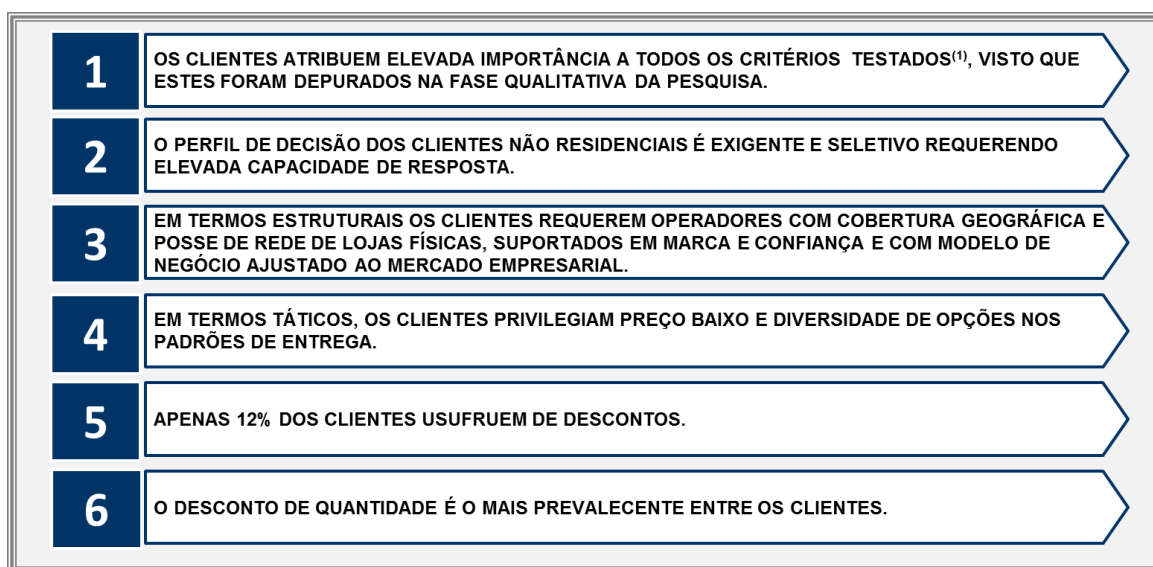 1
OS CLIENTES ATRIBUEM ELEVADA IMPORTÂNCIA A TODOS OS CRITÉRIOS TESTADOS(1), VISTO QUE
ESTES FORAM DEPURADOS NA FASE QUALITATIVA DA PESQUISA.
2
O PERFIL DE DECISÃO DOS CLIENTES NÃO RESIDENCIAIS É EXIGENTE E SELETIVO REQUERENDO
ELEVADA CAPACIDADE DE RESPOSTA.
3
EM TERMOS ESTRUTURAIS OS CLIENTES REQUEREM OPERADORES COM COBERTURA GEOGRÁFICA E
POSSE DE REDE DE LOJAS FÍSICAS, SUPORTADOS EM MARCA E CONFIANÇA E COM MODELO DE
NEGÓCIO AJUSTADO AO MERCADO EMPRESARIAL.
4
EM TERMOS TÁTICOS, OS CLIENTES PRIVILEGIAM PREÇO BAIXO E DIVERSIDADE DE OPÇÕES NOS
PADRÕES DE ENTREGA.
5
APENAS 12% DOS CLIENTES USUFRUEM DE DESCONTOS.
6
O DESCONTO DE QUANTIDADE É O MAIS PREVALECENTE ENTRE OS CLIENTES.